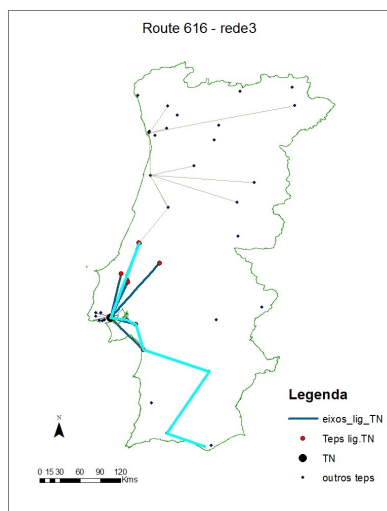 Route 616 - rede3
Legenda
eixos_lig_TN
Teps lig.TN
TN
outros teps
N
0 15 30 60 90 120
Kms